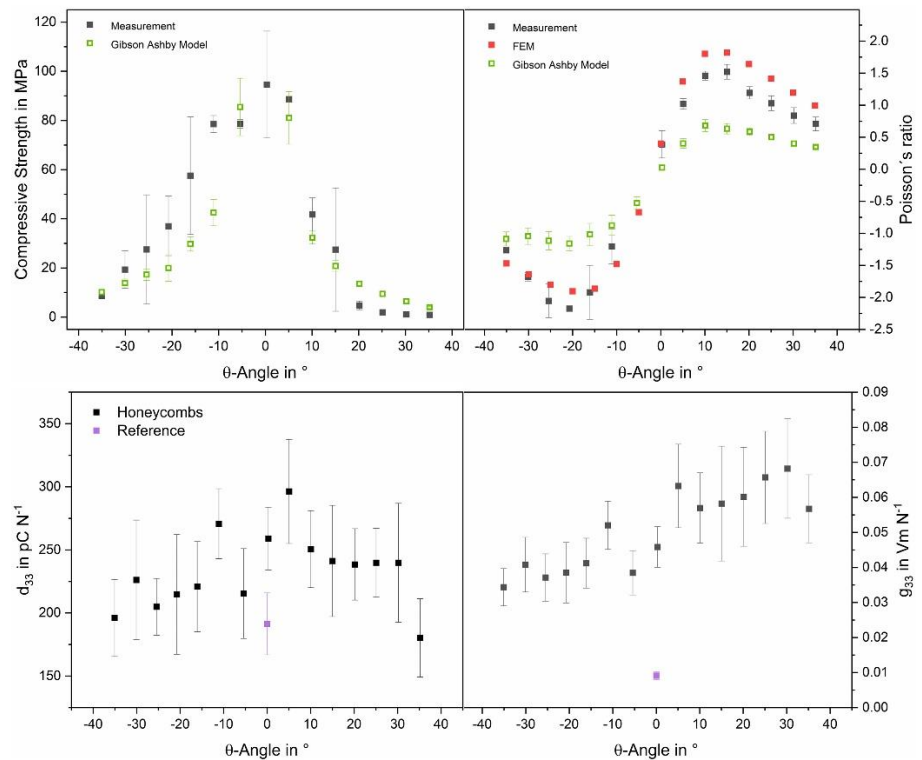 Compressive Strength in MPa
120
100
80
60
40
20
0
Measurement
Gibson Ashby Model
-40 -30 -20 -10 0 10 20 30 40
θ-Angle in °
Measurement
FEM
Gibson Ashby Model
2.0
1.5
1.0
0.5
0.0
-0.5
-1.0
-1.5
-2.0
-2.5
Poisson´s ratio
-40 -30 -20 -10 0 10 20 30 40
θ-Angle in °
d33 in pC N-1
350
300
250
200
150
Honeycombs
Reference
-40 -30 -20 -10 0 10 20 30 40
θ-Angle in °
0.09
0.08
0.07
0.06
0.05
0.04
0.03
0.02
0.01
0.00
g33 in Vm N-1
-40 -30 -20 -10 0 10 20 30 40
θ-Angle in °